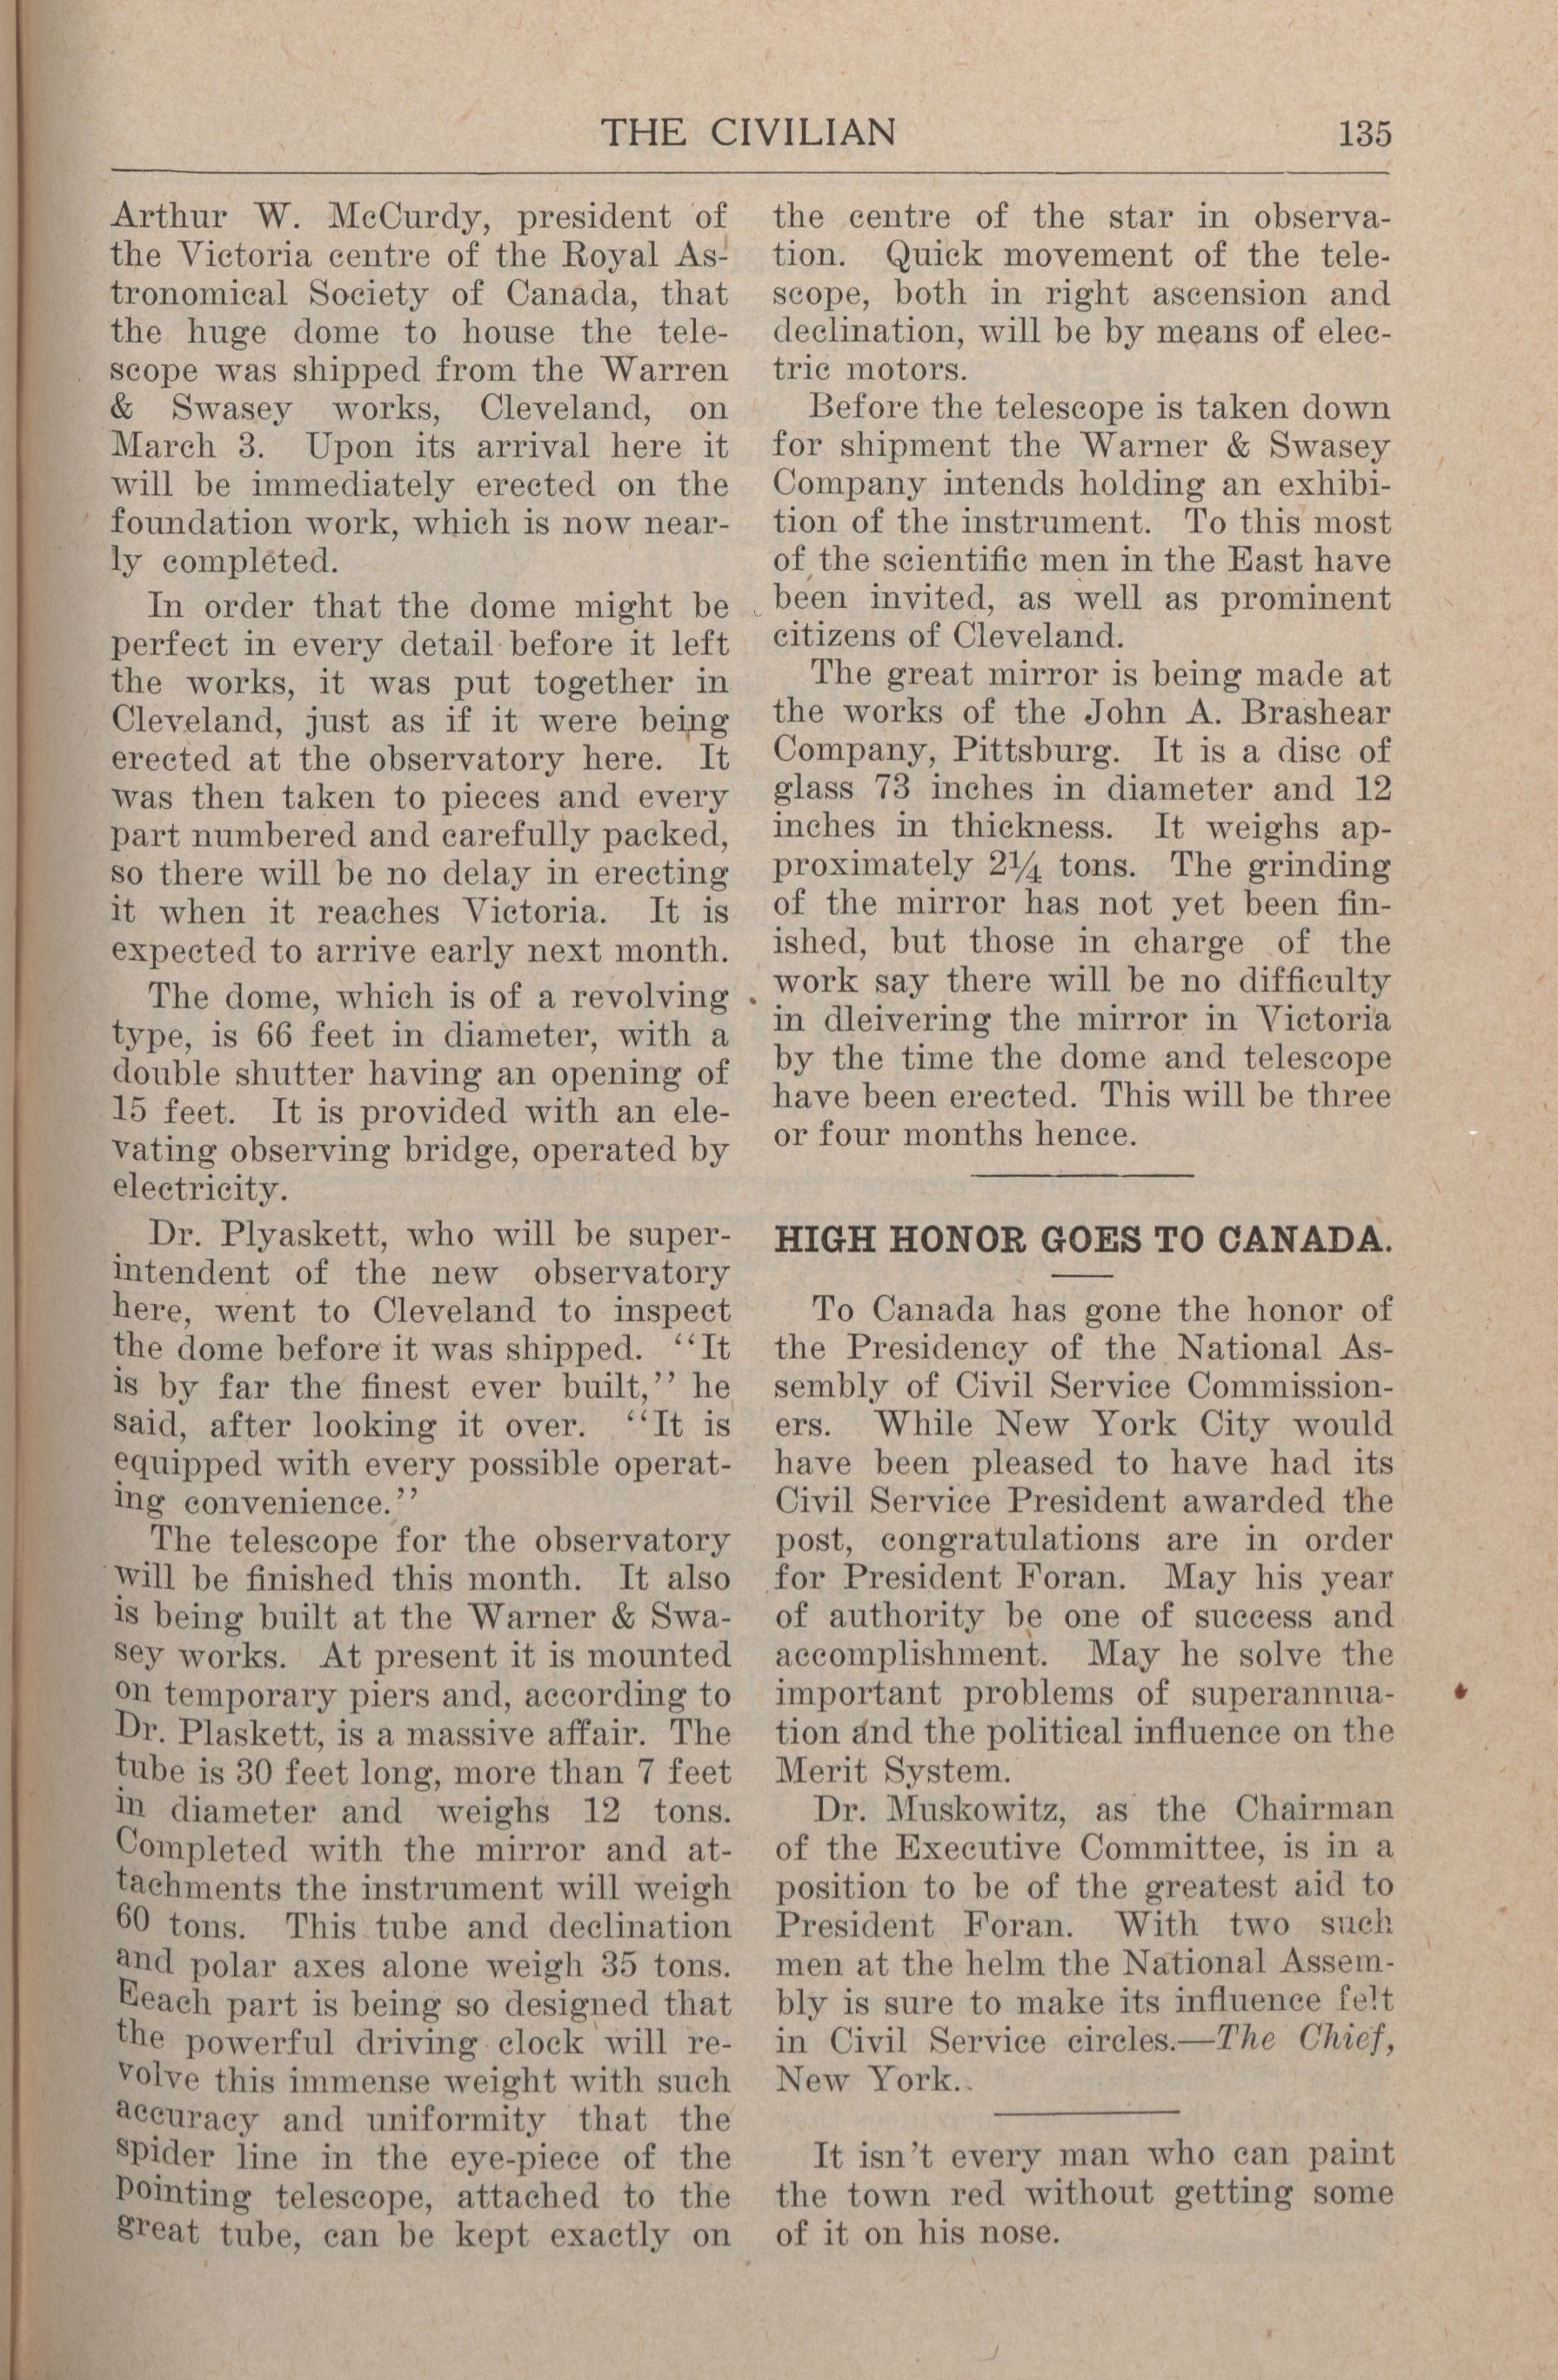 THE CIVILIAN 135
Arthur W. McCurdy, president of
the Victoria centre of the Royal As-
tronomical Society of Canada, that
the huge dome to house the tele-
scope was shipped from the Warren
& Swasey works, Cleveland, on
March 3. Upon its arrival here it
will be immediately erected on the
foundation work, which is now near-
ly completed.
In order that the dome might be
perfect in every detail before it left
the works, it was put together in
Cleveland, just as if it were being
erected at the observatory here. It
was then taken to pieces and every
part numbered and carefully packed,
so there will be no delay in erecting
it when it reaches Victoria. It is
expected to arrive early next month.
The dome, which is of a revolving
type, is 66 feet in diameter, with a
double shutter having an opening of
15 feet. It is provided with an ele-
vating observing bridge, operated by
electricity.
Dr. Plyaskett, who will be super-
intendent of the new observatory
here, went to Cleveland to inspect
the dome before it was shipped. "It
is by far the finest ever built," he
said, after looking it over. "It is
equipped with every possible operat-
ing convenience."
The telescope for the observatory
will be finished this month. It also
is being built at the Warner & Swa-
sey works. At present it is mounted
on temporary piers and, according to
Dr. Plaskett, is a massive affair. The
tube is 30 feet long, more than 7 feet
in diameter and weighs 12 tons.
Completed with the mirror and at-
tachments the instrument will weigh
60 tons. This tube and declination
and polar axes alone weigh 35 tons.
Eeach part is being so designed that
the powerful driving clock will re-
volve this immense weight with such
accuracy and uniformity that the
spider line in the eye-piece of the
pointing telescope, attached to the
great tube, can be kept exactly on
the centre of the star in observa-
tion. Quick movement of the tele-
scope, both in right ascension and
declination, will be by means of elec-
tric motors.
Before the telescope is taken down
for shipment the Warner & Swasey
Company intends holding an exhibi-
tion of the instrument. To this most
of the scientific men in the East have
been invited, as well as prominent
citizens of Cleveland.
The great mirror is being made at
the works of the John A. Brashear
Company, Pittsburg. It is a disc of
glass 73 inches in diameter and 12
inches in thickness. It weighs ap-
proximately 2¼ tons. The grinding
of the mirror has not yet been fin-
ished, but those in charge of the
work say there will be no difficulty
in dleivering the mirror in Victoria
by the time the dome and telescope
have been erected. This will be three
or four months hence.
HIGH HONOR GOES TO CANADA.
To Canada has gone the honor of
the Presidency of the National As-
sembly of Civil Service Commission-
ers. While New York City would
have been pleased to have had its
Civil Service President awarded the
post, congratulations are in order
for President Foran. May his year
of authority be one of success and
accomplishment. May he solve the
important problems of superannua-
tion and the political influence on the
Merit System.
Dr. Muskowitz, as the Chairman
of the Executive Committee, is in a
position to be of the greatest aid to
President Foran. With two such
men at the helm the National Assem-
bly is sure to make its influence felt
in Civil Service circles.—The Chief,
New York.
It isn't every man who can paint
the town red without getting some
of it on his nose.